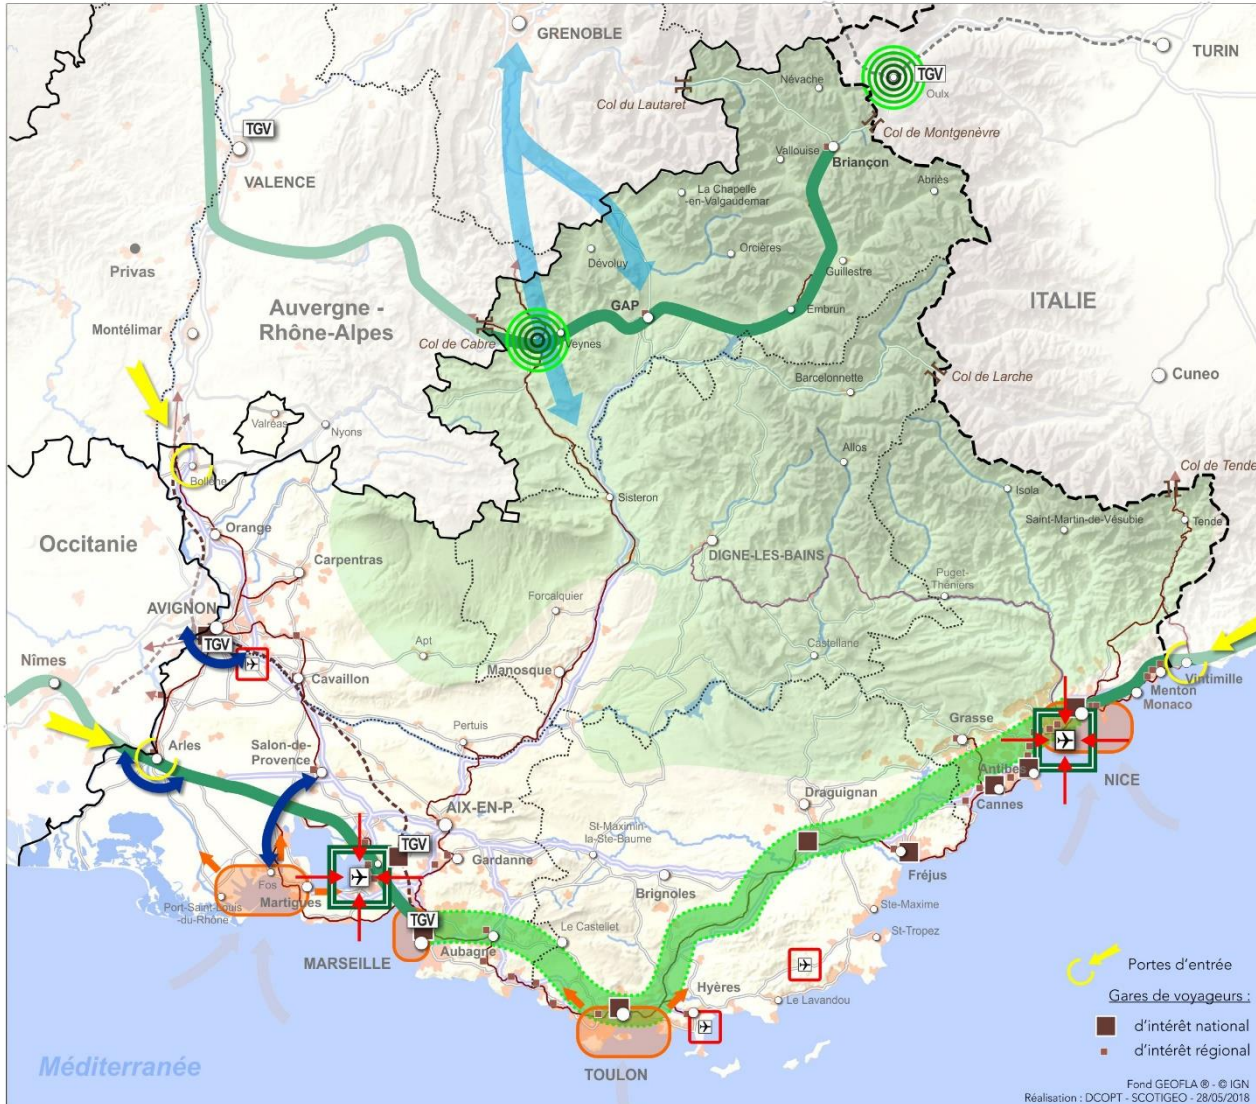 GRENOBLE
TURIN
TGV
Oulx
Névache
Col du Lautaret
Col de Montgenèvre
TGV
VALENCE
Vallouise
Briançon
La Chapelle
-en-Valgaudemar
Abriès
Privas
Dévoluy
Orcières
Guillestre
Auvergne -
Rhône-Alpes
GAP
Embrun
ITALIE
Montélimar
Col de Cabre
Veynes
Barcelonnette
Col de Larche
Cuneo
Valréas
Nyons
Allos
Bollène
Sisteron
Isola
Col de Tende
Orange
Saint-Martin-de-Vésubie
Tende
Occitanie
Carpentras
DIGNE-LES-BAINS
Puget-
Théniers
AVIGNON
Forcalquier
TGV
Apt
Castellane
Nîmes
Cavaillon
Manosque
Vintimille
Menton
Monaco
Pertuis
Grasse
Arles
Salon-de-
Provence
Antibes
NICE
AIX-EN-P.
Draguignan
Cannes
TGV
St-Maximin
-la-Ste-Baume
Gardanne
Fréjus
Fos
Martigues
Brignoles
Port-Saint-Louis
-du-Rhône
TGV
Ste-Maxime
Aubagne
Le Castellet
St-Tropez
MARSEILLE
Hyères
Le Lavandou
TOULON
Méditerranée
Portes d'entrée
Gares de voyageurs :
d'intérêt national
d'intérêt régional
Fond GEOFLA ® - © IGN
Réalisation : DCOPT - SCOTIGEO - 28/05/2018